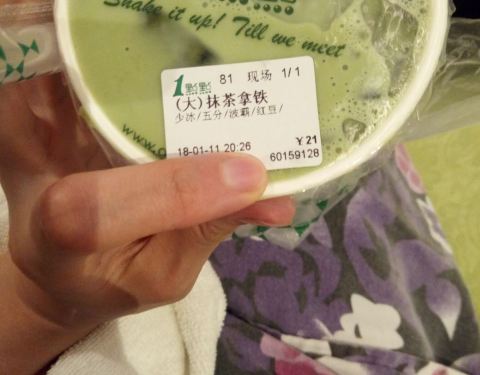 Shake it up! Till we meet
1點點 81 现场 1/1
(大)抹茶拿铁
少冰/五分/波霸/红豆/
¥21
18-01-11 20:26
60159128
www.